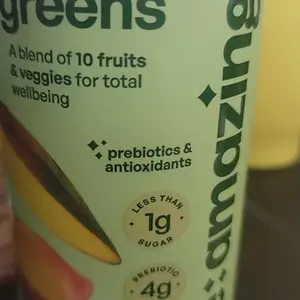 greens
A blend of 10 fruits
& veggies for total
wellbeing
prebiotics &
antioxidants
LESS THAN
1g
SUGAR
PREBIOTIC
4g
amazing